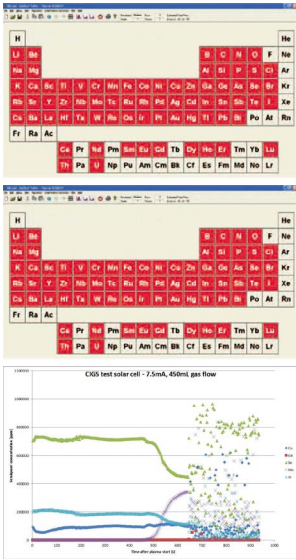 H He
Li Be B C N O F Ne
Na Mg Al Si P S Cl Ar
K Ca Sc Ti V Cr Mn Fe Co Ni Cu Zn Ga Ge As Se Br Kr
Rb Sr Y Zr Nb Mo Tc Ru Rh Pd Ag Cd In Sn Sb Te I Xe
Cs Ba La Hf Ta W Re Os Ir Pt Au Hg Tl Pb Bi Po At Rn
Fr Ra Ac
Ce Pr Nd Pm Sm Eu Gd Tb Dy Ho Er Tm Yb Lu
Th Pa U Np Pu Am Cm Bk Cf Es Fm Md No Lr
H He
Li Be B C N O F Ne
Na Mg Al Si P S Cl Ar
K Ca Sc Ti V Cr Mn Fe Co Ni Cu Zn Ga Ge As Se Br Kr
Rb Sr Y Zr Nb Mo Tc Ru Rh Pd Ag Cd In Sn Sb Te I Xe
Cs Ba La Hf Ta W Re Os Ir Pt Au Hg Tl Pb Bi Po At Rn
Fr Ra Ac
Ce Pr Nd Pm Sm Eu Gd Tb Dy Ho Er Tm Yb Lu
Th Pa U Np Pu Am Cm Bk Cf Es Fm Md No Lr
CIGS test solar cell - 7.5mA, 450mL gas flow
1200000
1000000
800000
600000
400000
200000
0
0 100 200 300 400 500 600 700 800 900 1000
Time after plasma start (s)